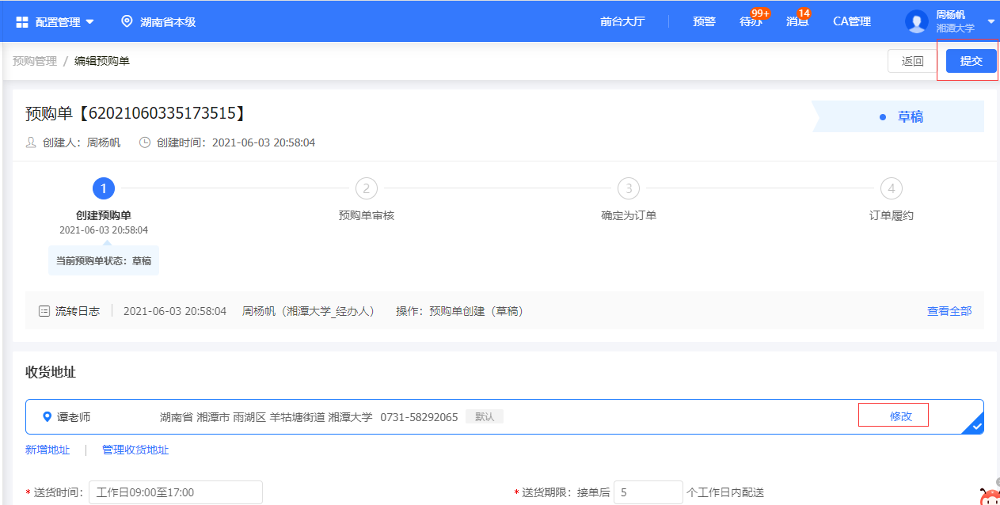 配置管理 湖南省本级 前台大厅 预警 待办 99+ 消息 14 CA管理 周杨帆
湘潭大学
预购管理 / 编辑预购单 返回 提交
预购单【62021060335173515】
草稿
创建人：周杨帆 创建时间：2021-06-03 20:58:04
1 2 3 4
创建预购单 预购单审核 确定为订单 订单履约
2021-06-03 20:58:04
当前预购单状态：草稿
流转日志 2021-06-03 20:58:04 周杨帆（湘潭大学_经办人） 操作：预购单创建（草稿） 查看全部
收货地址
谭老师 湖南省 湘潭市 雨湖区 羊牯塘街道 湘潭大学 0731-58292065 默认 修改
新增地址 管理收货地址
* 送货时间：工作日09:00至17:00 * 送货期限：接单后 5 个工作日内配送